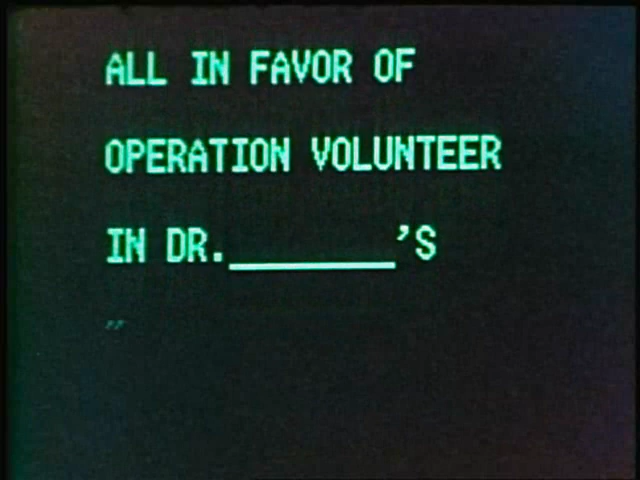 ALL IN FAVOR OF
OPERATION VOLUNTEER
IN DR.________'S